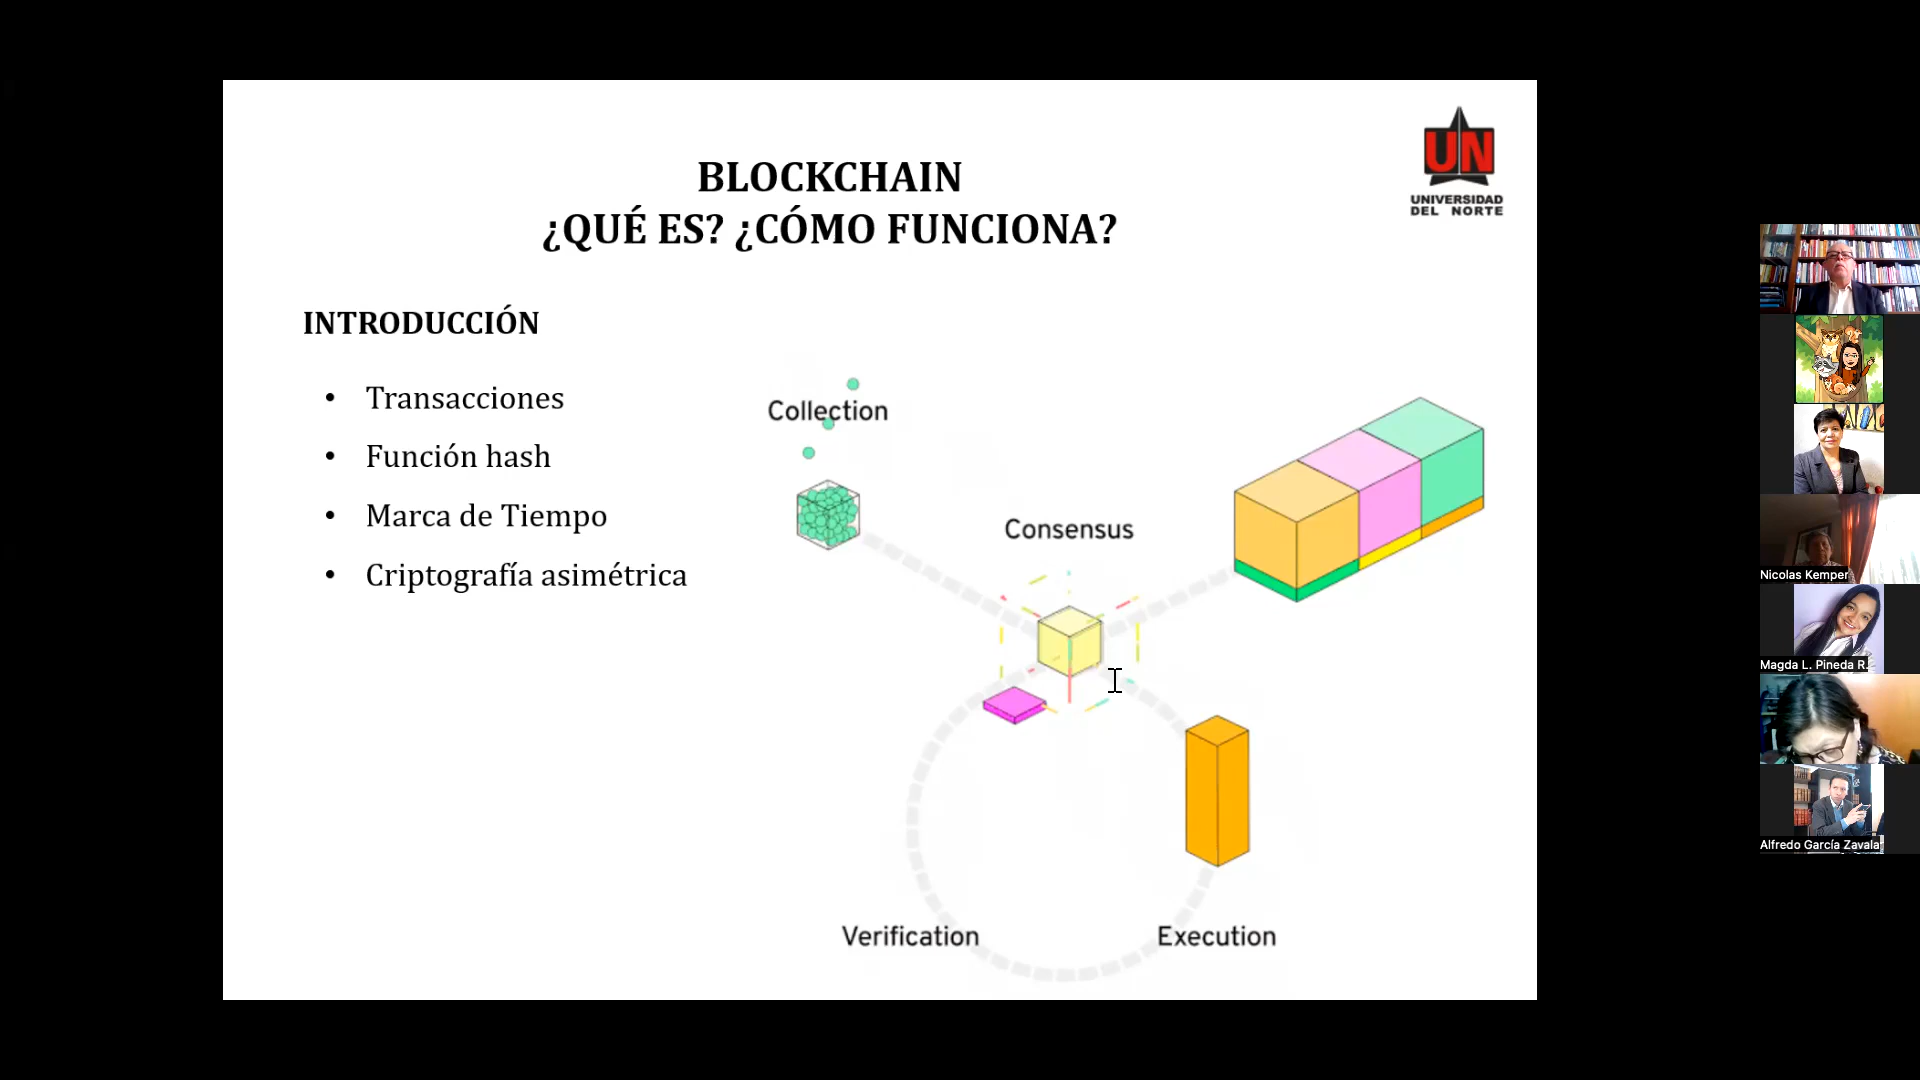 BLOCKCHAIN
¿QUÉ ES? ¿CÓMO FUNCIONA?
UN
UNIVERSIDAD
DEL NORTE
INTRODUCCIÓN
• Transacciones
• Función hash
• Marca de Tiempo
• Criptografía asimétrica
Collection
Consensus
Verification
Execution
Nicolas Kemper
Magda L. Pineda R.
Alfredo García Zavala